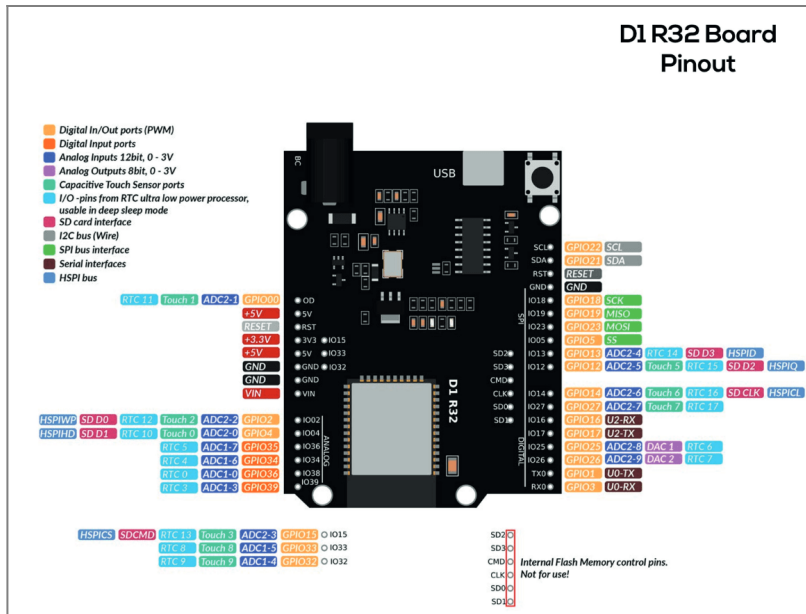 D1 R32 Board
Pinout
Digital In/Out ports (PWM)
Digital Input ports
Analog Inputs 12bit, 0 - 3V
Analog Outputs 8bit, 0 - 3V
Capacitive Touch Sensor ports
I/O -pins from RTC ultra low power processor,
usable in deep sleep mode
SD card interface
I2C bus (Wire)
SPI bus interface
Serial interfaces
HSPI bus
8C
USB
RTC 11 Touch 1 ADC2-1 GPIO00 OD
+5V 5V
RESET RST
+3.3V 3V3 IO15
+5V 5V IO33
GND GND IO32
GND GND
VIN VIN
HSPIWP SD D0 RTC 12 Touch 2 ADC2-2 GPIO2 IO02
HSPIHD SD D1 RTC 10 Touch 0 ADC2-0 GPIO4 IO04
RTC 5 ADC1-7 GPIO35 IO36
RTC 4 ADC1-6 GPIO34 IO34
RTC 0 ADC1-0 GPIO36 IO38
RTC 3 ADC1-3 GPIO39 IO39
ANALOG
D1 R32
SPI
DIGITAL
SCL GPIO22 SCL
SDA GPIO21 SDA
RST RESET
GND GND
IO18 GPIO18 SCK
IO19 GPIO19 MISO
IO23 GPIO23 MOSI
IO05 GPIO5 SS
SD2 IO13 GPIO13 ADC2-4 RTC 14 SD D3 HSPID
SD3 IO12 GPIO12 ADC2-5 Touch 5 RTC 15 SD D2 HSPIQ
CMD
CLK IO14 GPIO14 ADC2-6 Touch 6 RTC 16 SD CLK HSPICL
SD0 IO27 GPIO27 ADC2-7 Touch 7 RTC 17
SD1 IO16 GPIO16 U2-RX
IO17 GPIO17 U2-TX
IO25 GPIO25 ADC2-8 DAC 1 RTC 6
IO26 GPIO26 ADC2-9 DAC 2 RTC 7
TX0 GPIO1 U0-TX
RX0 GPIO3 U0-RX
HSPICS SDCMD RTC 13 Touch 3 ADC2-3 GPIO15 IO15
RTC 8 Touch 8 ADC1-5 GPIO33 IO33
RTC 9 Touch 9 ADC1-4 GPIO32 IO32
SD2
SD3
CMD
CLK
SD0
SD1
Internal Flash Memory control pins.
Not for use!